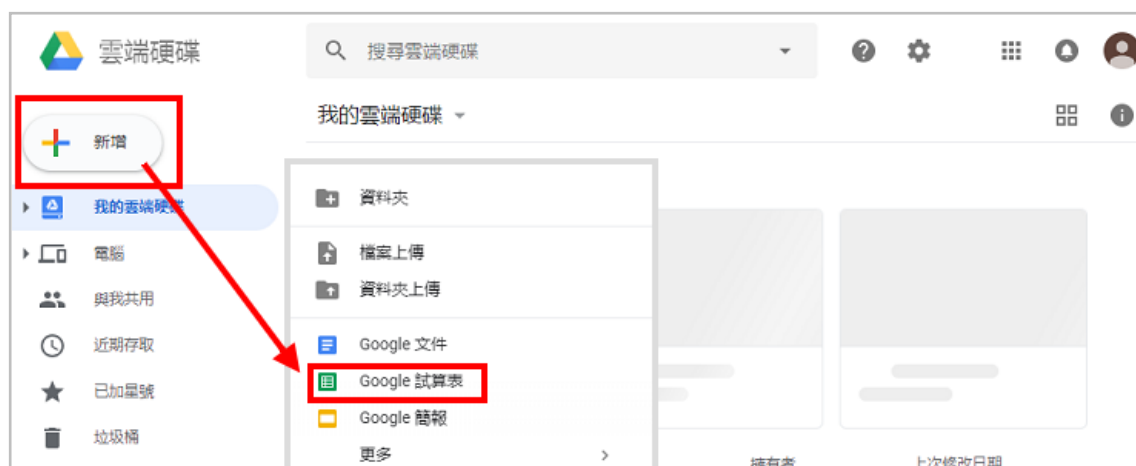 雲端硬碟
搜尋雲端硬碟
新增
我的雲端硬碟
我的雲端硬碟
電腦
與我共用
近期存取
已加星號
垃圾桶
資料夾
檔案上傳
資料夾上傳
Google 文件
Google 試算表
Google 簡報
更多
擁有者
上次修改日期